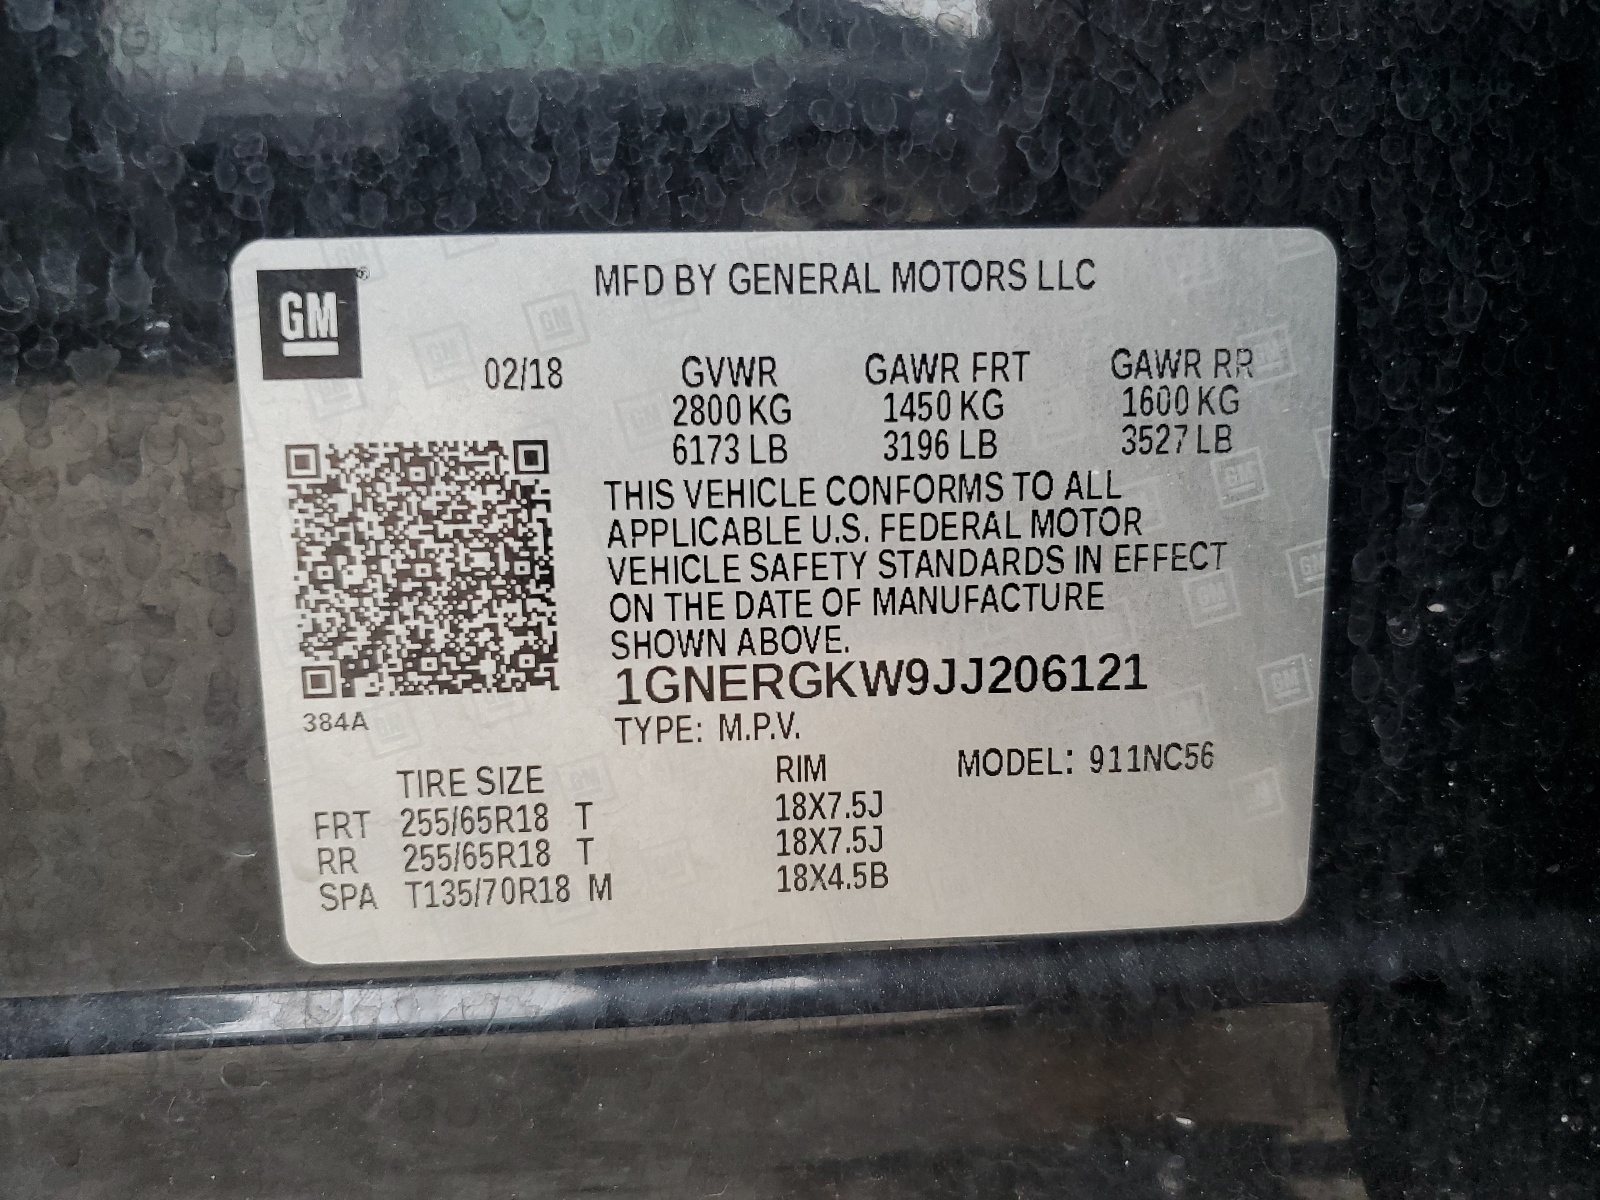 GM
MFD BY GENERAL MOTORS LLC
02/18 GVWR GAWR FRT GAWR RR
2800 KG 1450 KG 1600 KG
6173 LB 3196 LB 3527 LB
THIS VEHICLE CONFORMS TO ALL
APPLICABLE U.S. FEDERAL MOTOR
VEHICLE SAFETY STANDARDS IN EFFECT
ON THE DATE OF MANUFACTURE
SHOWN ABOVE.
1GNERGKW9JJ206121
384A
TYPE: M.P.V.
TIRE SIZE RIM MODEL: 911NC56
FRT 255/65R18 T 18X7.5J
RR 255/65R18 T 18X7.5J
SPA T135/70R18 M 18X4.5B